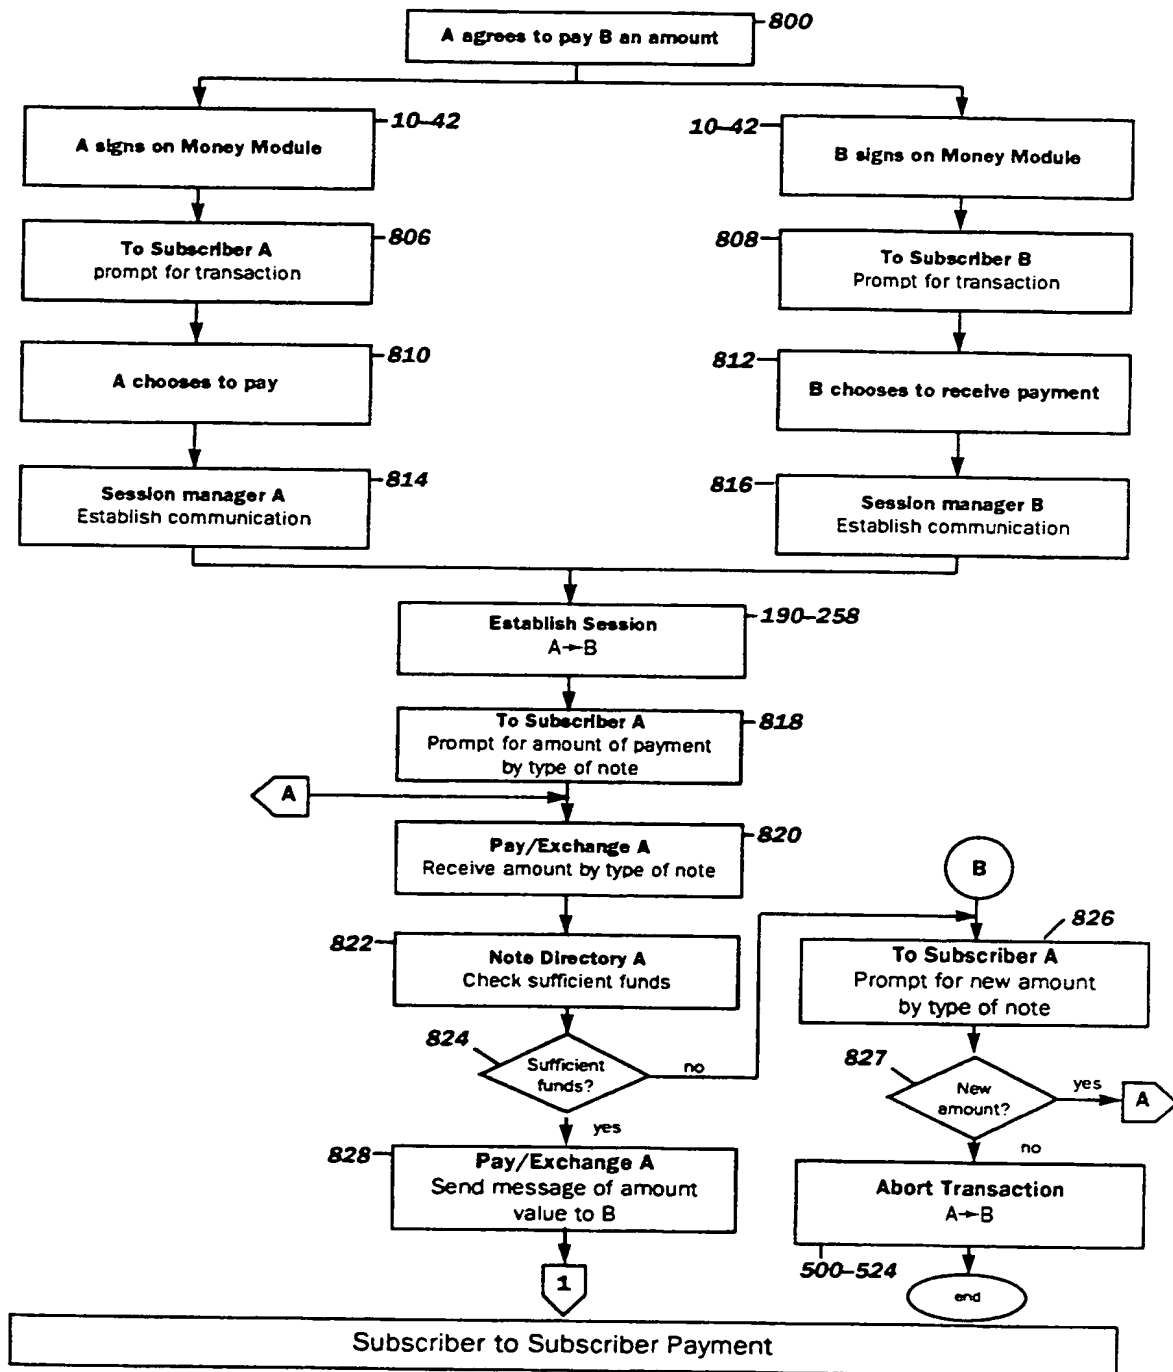 A agrees to pay B an amount
800
A signs on Money Module
10-42
10-42
B signs on Money Module
To Subscriber A
prompt for transaction
806
808
To Subscriber B
Prompt for transaction
A chooses to pay
810
812
B chooses to receive payment
Session manager A
Establish communication
814
816
Session manager B
Establish communication
Establish Session
A→B
190-258
To Subscriber A
Prompt for amount of payment
by type of note
818
A
Pay/Exchange A
Receive amount by type of note
820
B
822
Note Directory A
Check sufficient funds
826
To Subscriber A
Prompt for new amount
by type of note
824
Sufficient
funds?
no
yes
827
New
amount?
yes
A
no
828
Pay/Exchange A
Send message of amount
value to B
Abort Transaction
A→B
500-524
1
end
Subscriber to Subscriber Payment